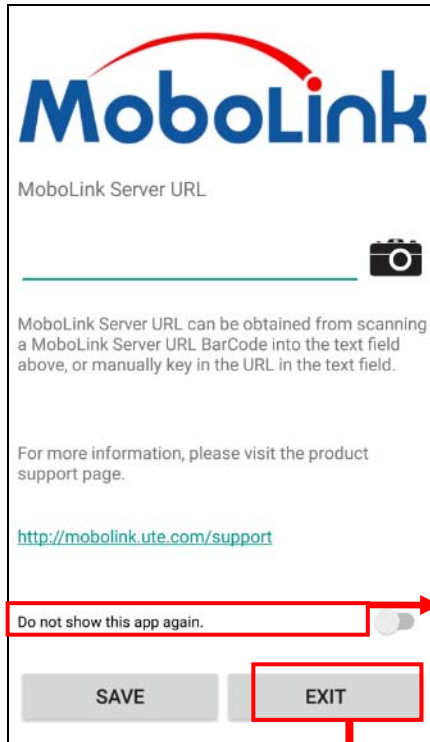 MoboLink
MoboLink Server URL
MoboLink Server URL can be obtained from scanning
a MoboLink Server URL BarCode into the text field
above, or manually key in the URL in the text field.
For more information, please visit the product
support page.
http://mobolink.ute.com/support
Do not show this app again.
SAVE EXIT